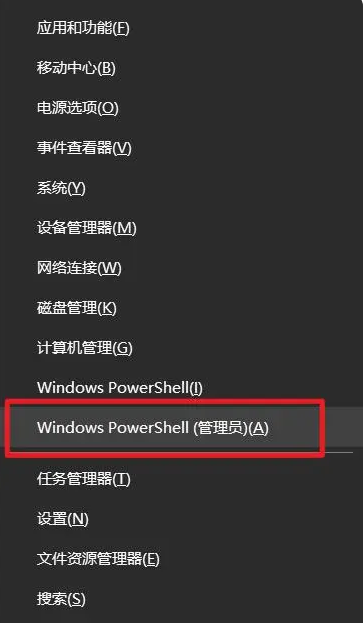 应用和功能(F)
移动中心(B)
电源选项(O)
事件查看器(V)
系统(Y)
设备管理器(M)
网络连接(W)
磁盘管理(K)
计算机管理(G)
Windows PowerShell(I)
Windows PowerShell (管理员)(A)
任务管理器(T)
设置(N)
文件资源管理器(E)
搜索(S)